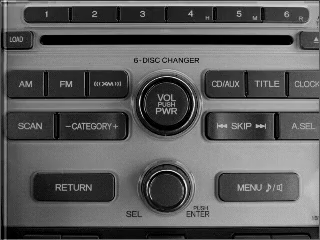 1 2 3 4 H 5 M 6 R
LOAD
6-DISC CHANGER
AM FM XM CD/AUX TITLE CLOCK
VOL
PUSH
PWR
SCAN −CATEGORY+ SKIP A.SEL
RETURN MENU
SEL PUSH
ENTER